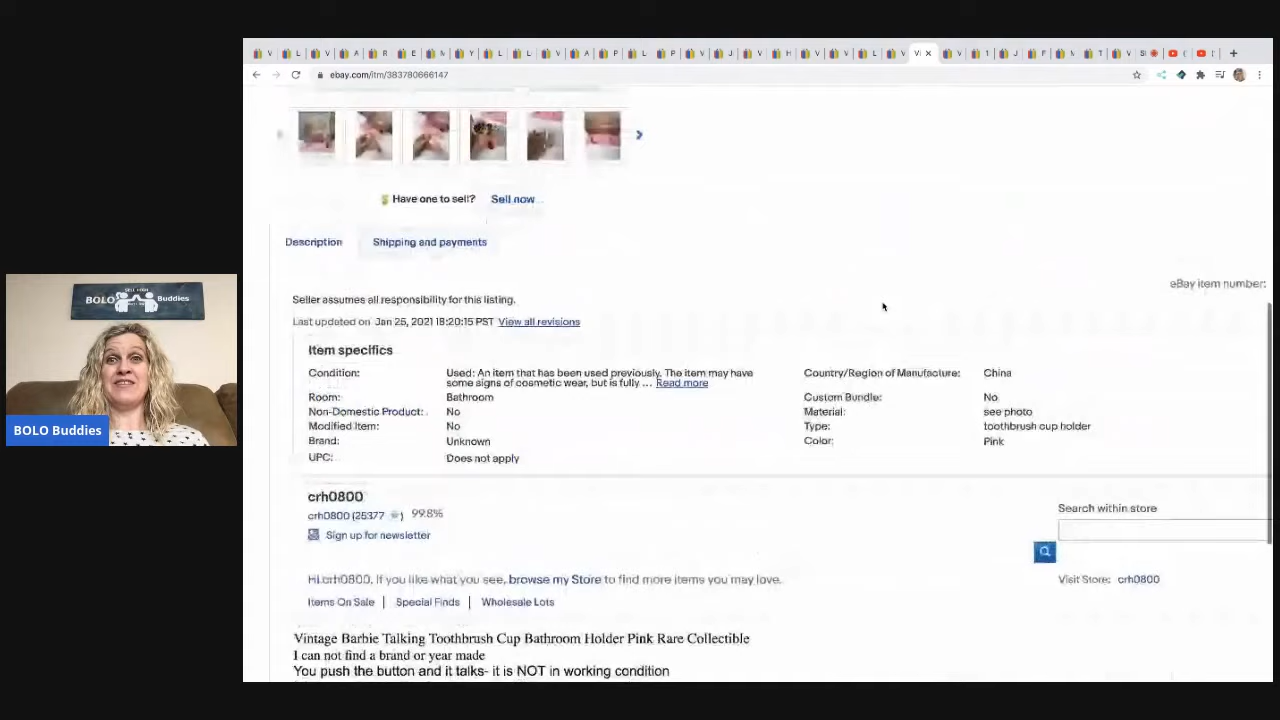 V L V A R E M Y L L V A P L P V J V H V V L V Vi V 1 J F M T V SI
ebay.com/itm/383780666147
Have one to sell? Sell now
Description Shipping and payments
eBay item number:
Seller assumes all responsibility for this listing.
Last updated on Jan 25, 2021 18:20:15 PST View all revisions
Item specifics
Condition: Used: An item that has been used previously. The item may have Country/Region of Manufacture: China
some signs of cosmetic wear, but is fully ... Read more
Room: Bathroom Custom Bundle: No
Non-Domestic Product: No Material: see photo
Modified Item: No Type: toothbrush cup holder
Brand: Unknown Color: Pink
UPC: Does not apply
crh0800
crh0800 (25377 ) 99.8%
Search within store
Sign up for newsletter
Hi crh0800, If you like what you see, browse my Store to find more items you may love.
Visit Store: crh0800
Items On Sale | Special Finds | Wholesale Lots
Vintage Barbie Talking Toothbrush Cup Bathroom Holder Pink Rare Collectible
I can not find a brand or year made
You push the button and it talks- it is NOT in working condition
BOLO Buddies
BOLO Buddies